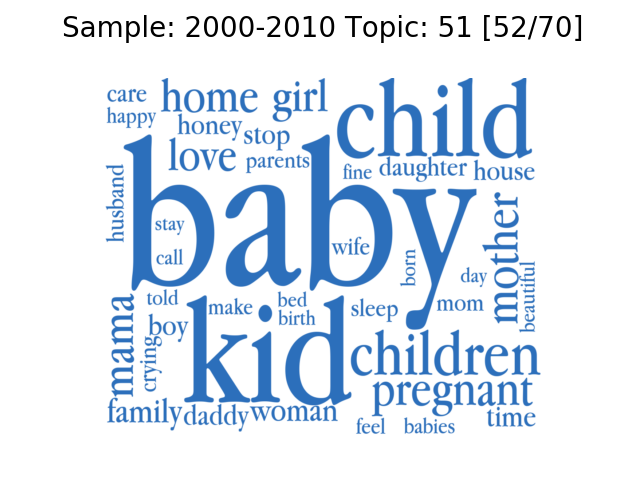 Sample: 2000-2010 Topic: 51 [52/70]
care home girl child
happy honey stop
love parents fine daughter house
husband baby mother
stay wife
call born day beautiful
mama told make bed sleep mom
boy kid birth
crying children
pregnant
family daddy woman time
feel babies